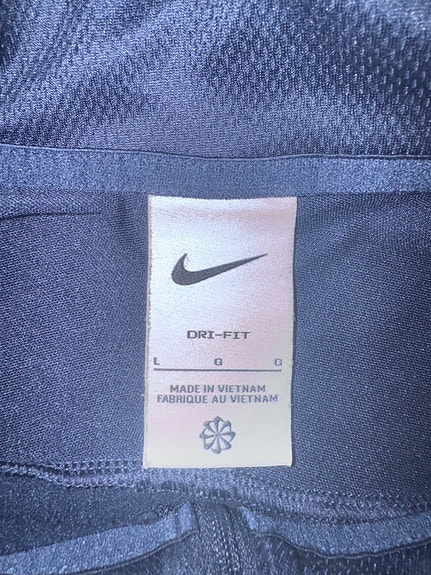 DRI-FIT
L G G
MADE IN VIETNAM
FABRIQUE AU VIETNAM